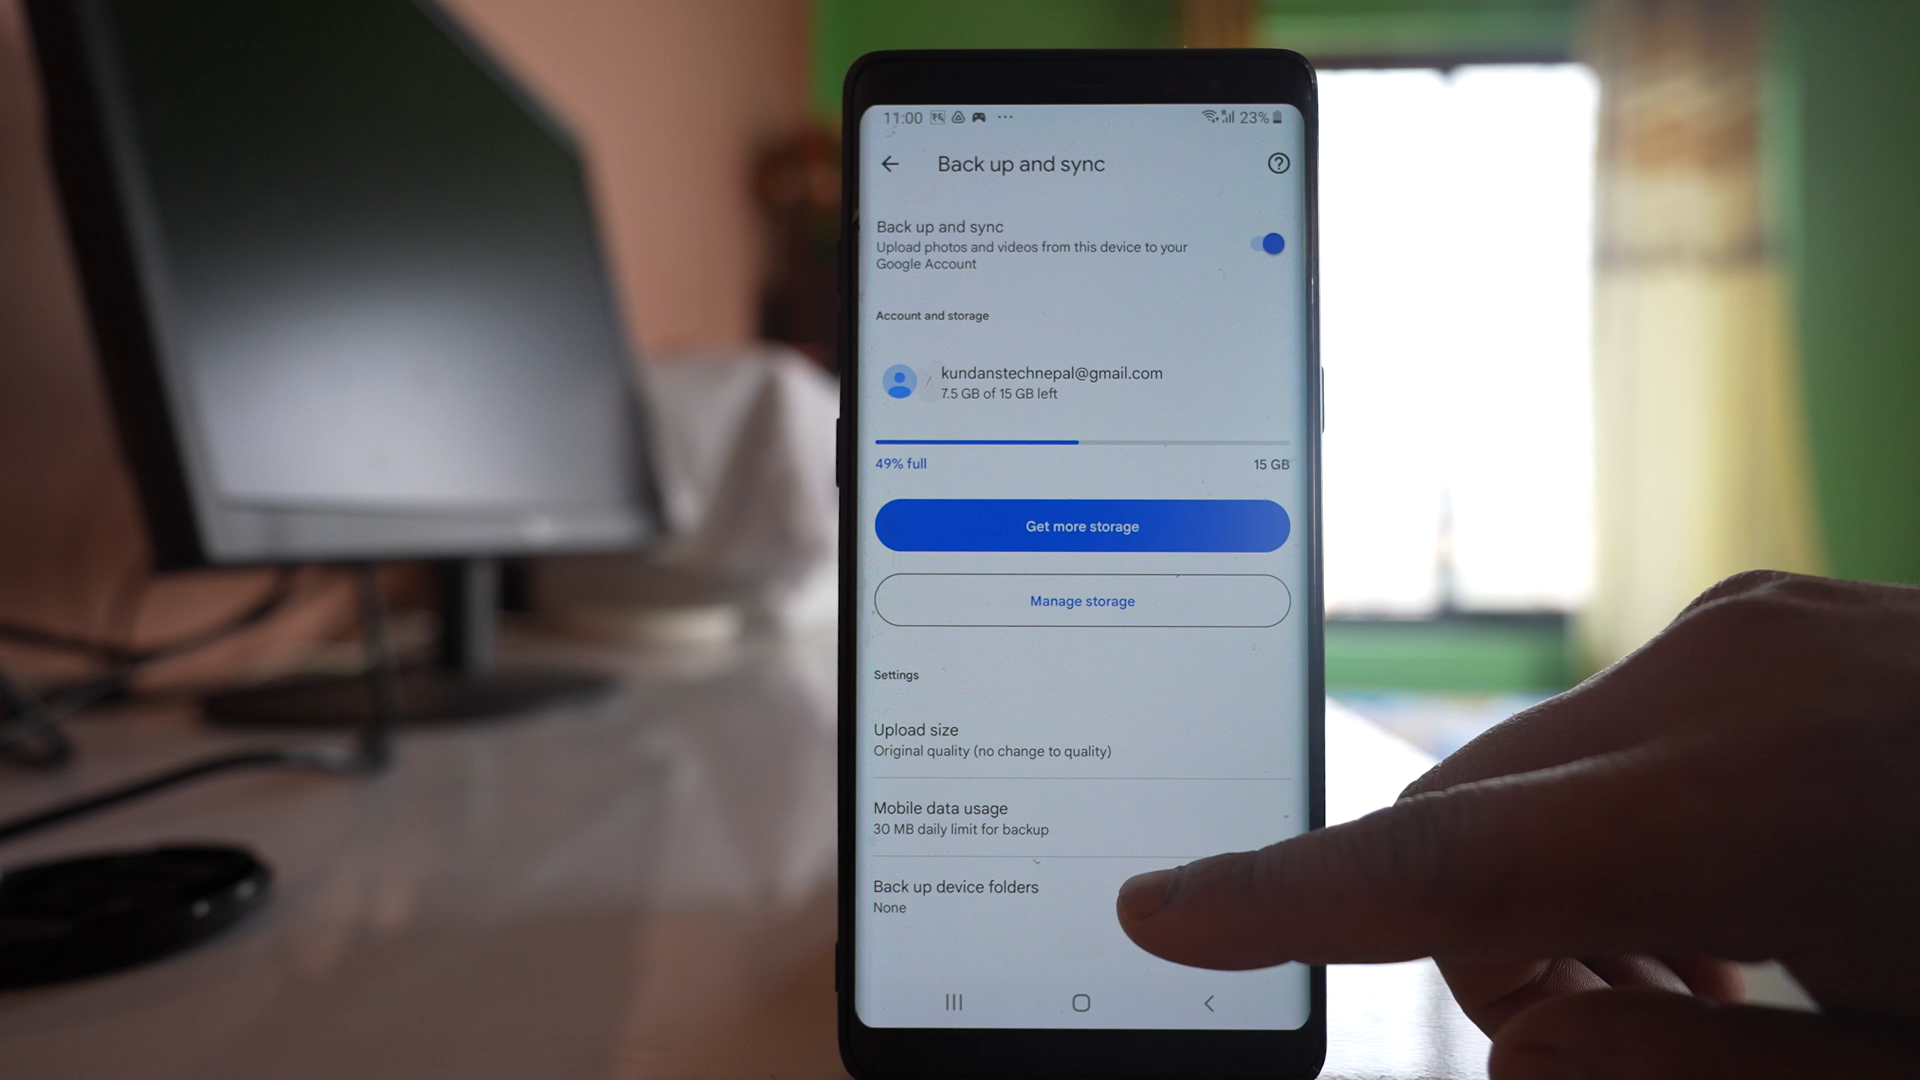 11:00 23%
Back up and sync
Back up and sync
Upload photos and videos from this device to your
Google Account
Account and storage
kundanstechnepal@gmail.com
7.5 GB of 15 GB left
49% full 15 GB
Get more storage
Manage storage
Settings
Upload size
Original quality (no change to quality)
Mobile data usage
30 MB daily limit for backup
Back up device folders
None